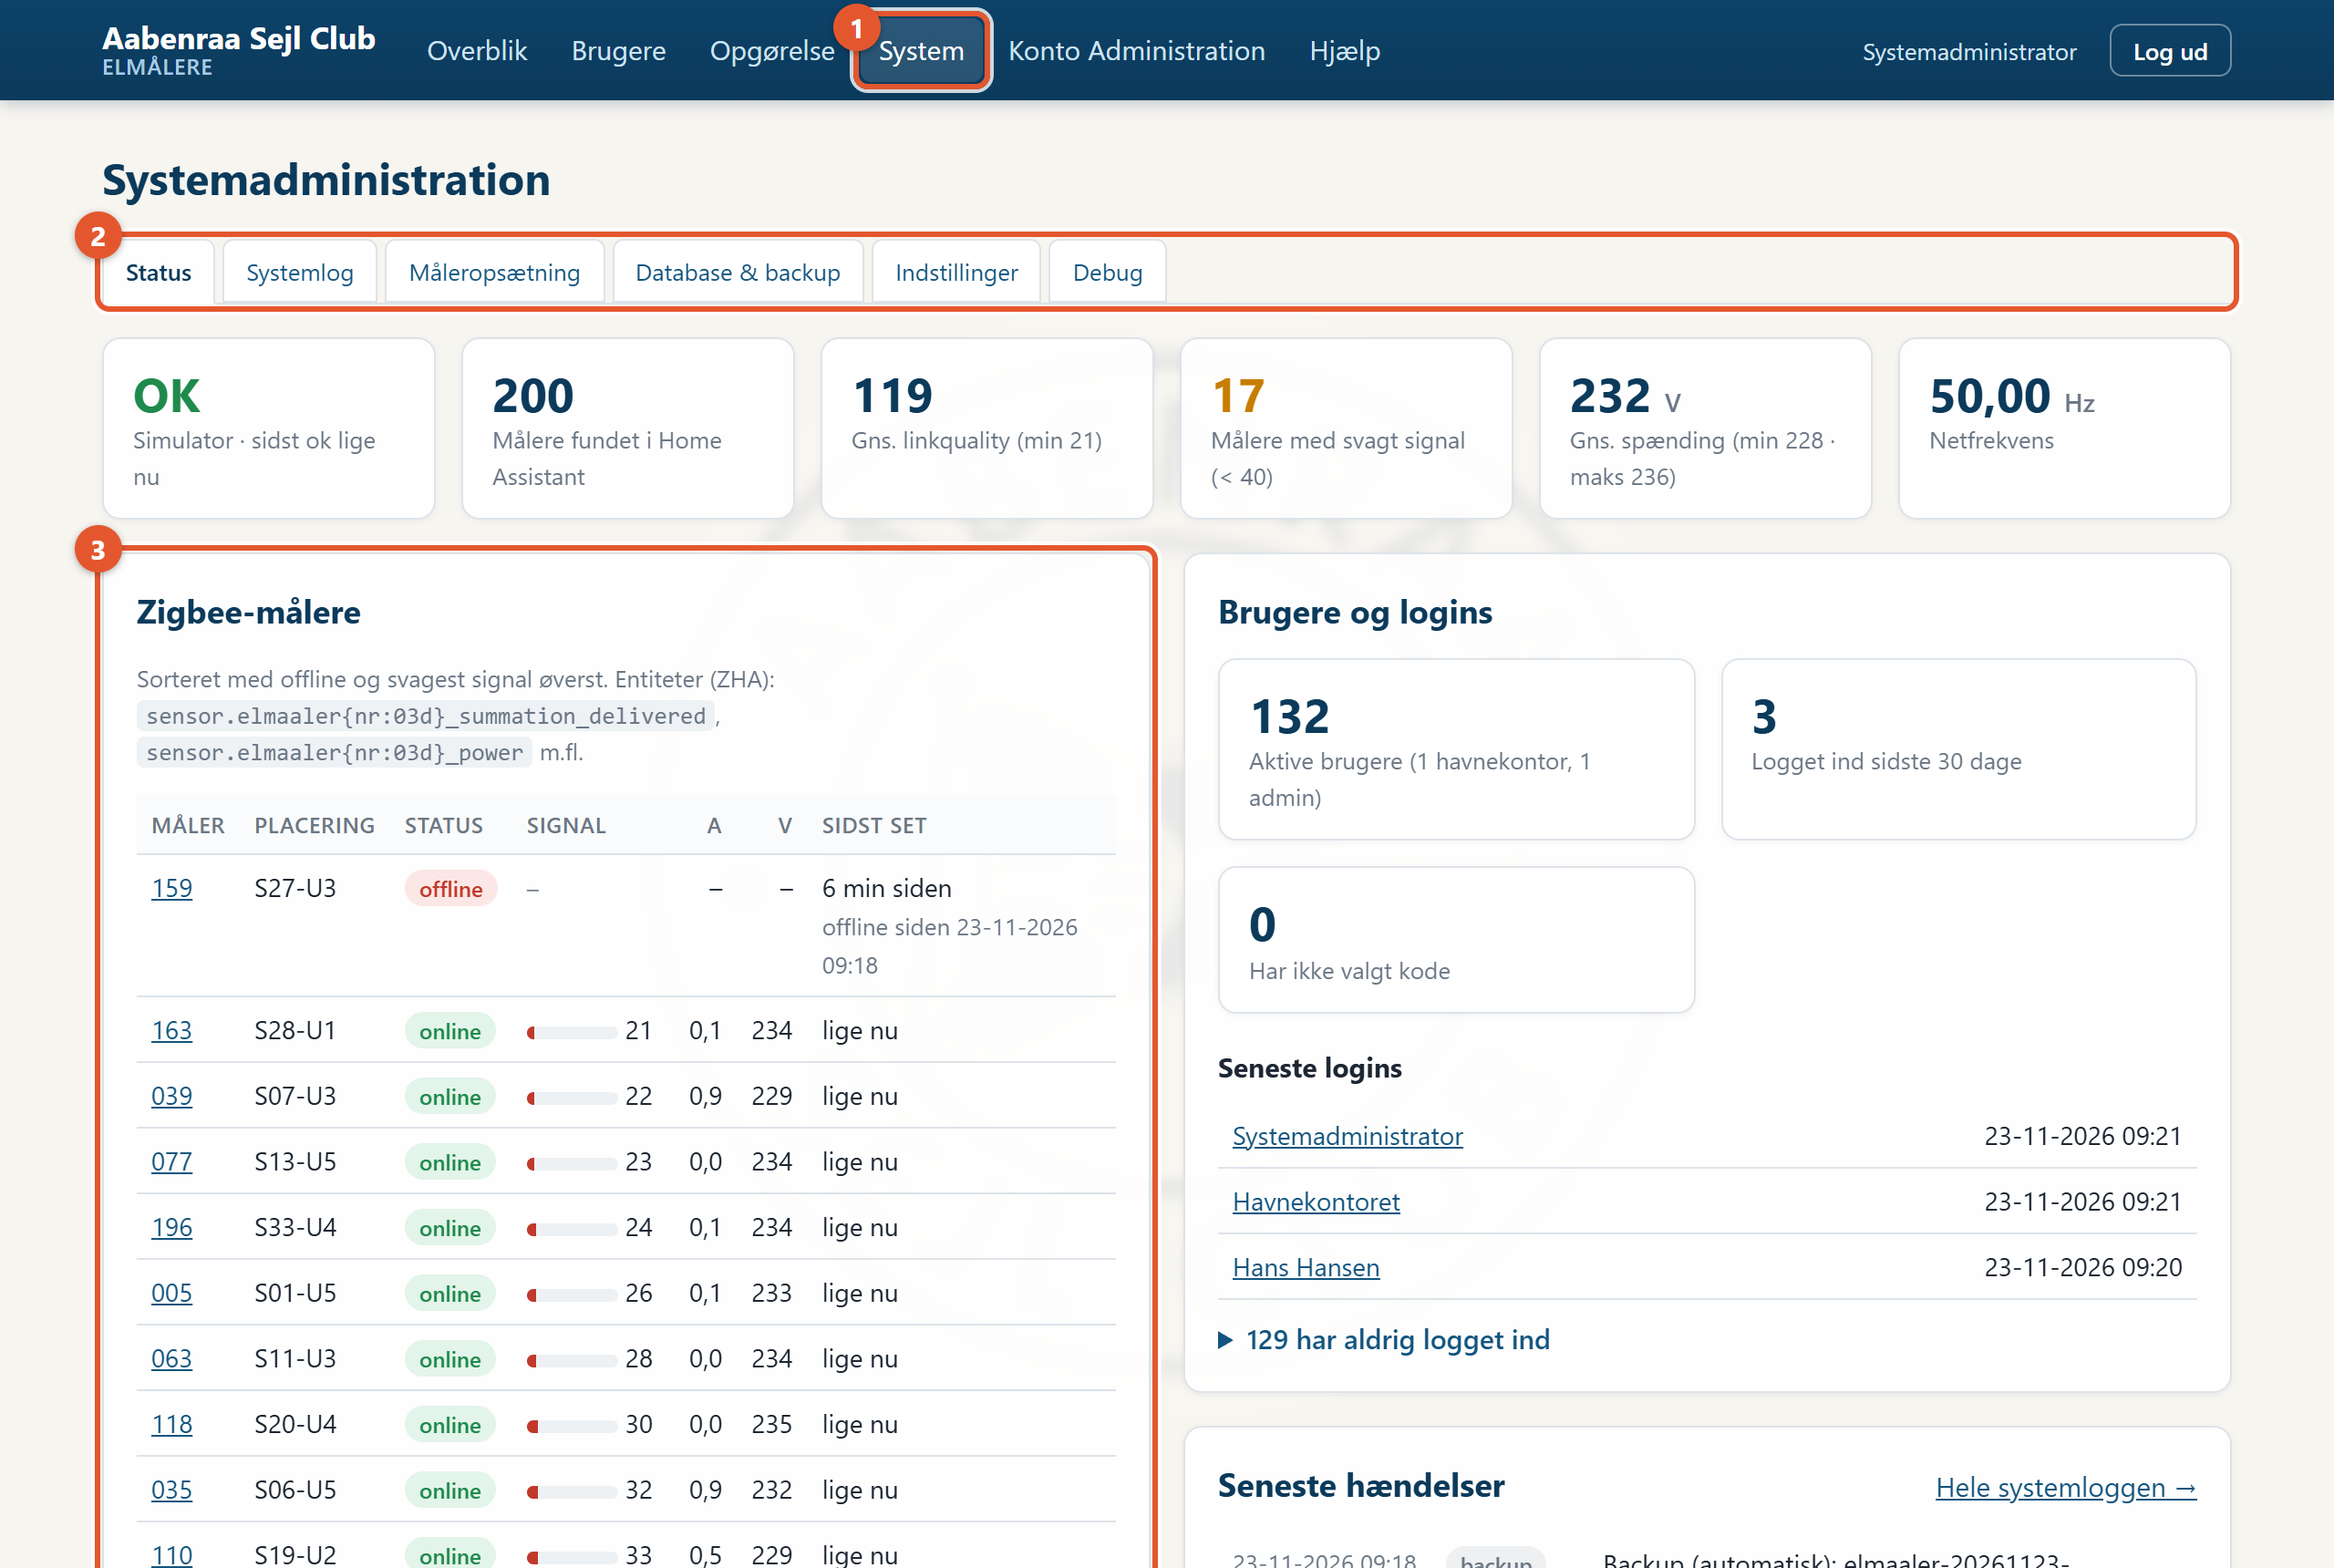 Aabenraa Sejl Club
ELMÅLERE
Overblik
Brugere
Opgørelse
1
System
Konto Administration
Hjælp
Systemadministrator
Log ud
Systemadministration
2
Status
Systemlog
Måleropsætning
Database & backup
Indstillinger
Debug
OK
Simulator · sidst ok lige
nu
200
Målere fundet i Home
Assistant
119
Gns. linkquality (min 21)
17
Målere med svagt signal
(< 40)
232 V
Gns. spænding (min 228 ·
maks 236)
50,00 Hz
Netfrekvens
3
Zigbee-målere
Sorteret med offline og svagest signal øverst. Entiteter (ZHA):
sensor.elmaaler{nr:03d}_summation_delivered,
sensor.elmaaler{nr:03d}_power m.fl.
MÅLER PLACERING STATUS SIGNAL A V SIDST SET
159 S27-U3 offline – – – 6 min siden
offline siden 23-11-2026
09:18
163 S28-U1 online 21 0,1 234 lige nu
039 S07-U3 online 22 0,9 229 lige nu
077 S13-U5 online 23 0,0 234 lige nu
196 S33-U4 online 24 0,1 234 lige nu
005 S01-U5 online 26 0,1 233 lige nu
063 S11-U3 online 28 0,0 234 lige nu
118 S20-U4 online 30 0,0 235 lige nu
035 S06-U5 online 32 0,9 232 lige nu
110 S19-U2 online 33 0,5 229 lige nu
Brugere og logins
132
Aktive brugere (1 havnekontor, 1
admin)
3
Logget ind sidste 30 dage
0
Har ikke valgt kode
Seneste logins
Systemadministrator 23-11-2026 09:21
Havnekontoret 23-11-2026 09:21
Hans Hansen 23-11-2026 09:20
▶ 129 har aldrig logget ind
Seneste hændelser
Hele systemloggen →
23-11-2026 09:18 backup Backup (automatisk): elmaaler-20261123-